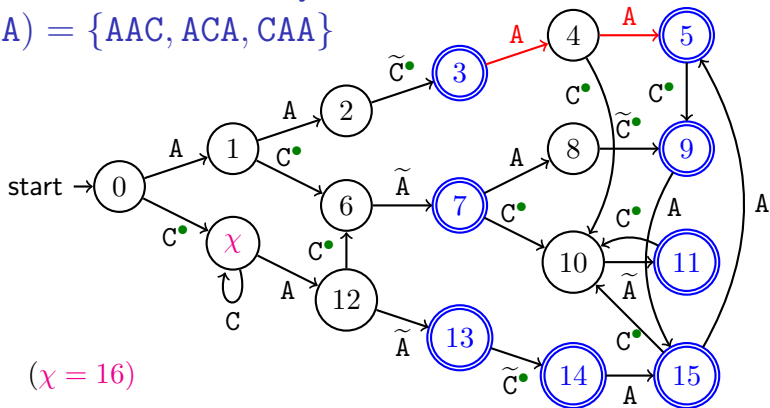 A) = {AAC, ACA, CAA}
A
A
4
5
C̃•
3
C•
C•
A
2
C̃•
A
1
C•
A
8
9
start
0
Ã
6
7
A
C•
C•
A
A
C•
χ
C•
10
11
Ã
A
12
C
Ã
13
C•
C̃•
14
A
15
(χ = 16)